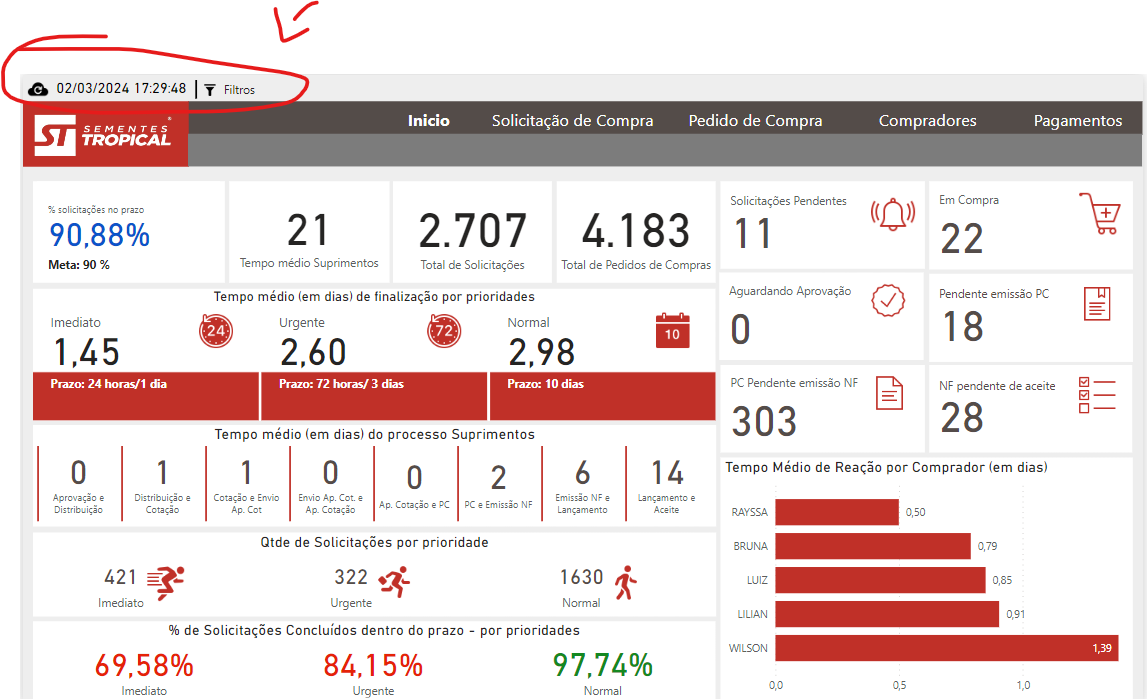 02/03/2024 17:29:48 | Filtros
ST SEMENTES TROPICAL®
Inicio Solicitação de Compra Pedido de Compra Compradores Pagamentos
% solicitações no prazo
90,88%
Meta: 90 %
21
Tempo médio Suprimentos
2.707
Total de Solicitações
4.183
Total de Pedidos de Compras
Solicitações Pendentes
11
Em Compra
22
Aguardando Aprovação
0
Pendente emissão PC
18
PC Pendente emissão NF
303
NF pendente de aceite
28
Tempo médio (em dias) de finalização por prioridades
Imediato
1,45
24
Prazo: 24 horas/1 dia
Urgente
2,60
72
Prazo: 72 horas/ 3 dias
Normal
2,98
10
Prazo: 10 dias
Tempo médio (em dias) do processo Suprimentos
0
Aprovação e
Distribuição
1
Distribuição e
Cotação
1
Cotação e Envio
Ap. Cot
0
Envio Ap. Cot. e
Ap. Cotação
0
Ap. Cotação e PC
2
PC e Emissão NF
6
Emissão NF e
Lançamento
14
Lançamento e
Aceite
Qtde de Solicitações por prioridade
421
Imediato
322
Urgente
1630
Normal
% de Solicitações Concluídos dentro do prazo - por prioridades
69,58%
Imediato
84,15%
Urgente
97,74%
Normal
Tempo Médio de Reação por Comprador (em dias)
RAYSSA 0,50
BRUNA 0,79
LUIZ 0,85
LILIAN 0,91
WILSON 1,39
0,0 0,5 1,0